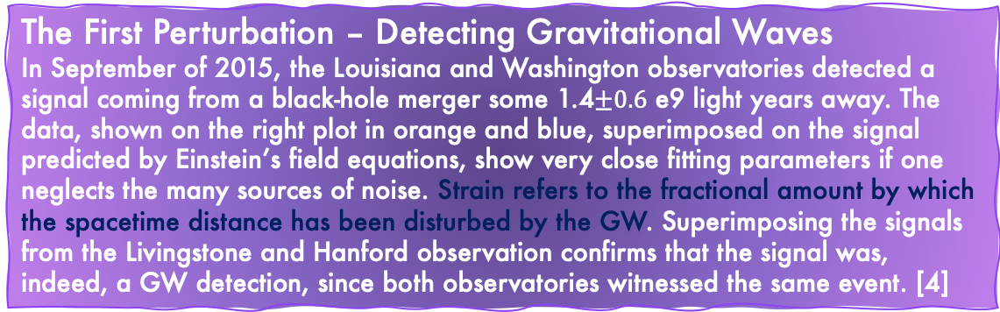 The First Perturbation – Detecting Gravitational Waves
In September of 2015, the Louisiana and Washington observatories detected a
signal coming from a black-hole merger some 1.4±0.6 e9 light years away. The
data, shown on the right plot in orange and blue, superimposed on the signal
predicted by Einstein’s field equations, show very close fitting parameters if one
neglects the many sources of noise. Strain refers to the fractional amount by which
the spacetime distance has been disturbed by the GW. Superimposing the signals
from the Livingstone and Hanford observation confirms that the signal was,
indeed, a GW detection, since both observatories witnessed the same event. [4]